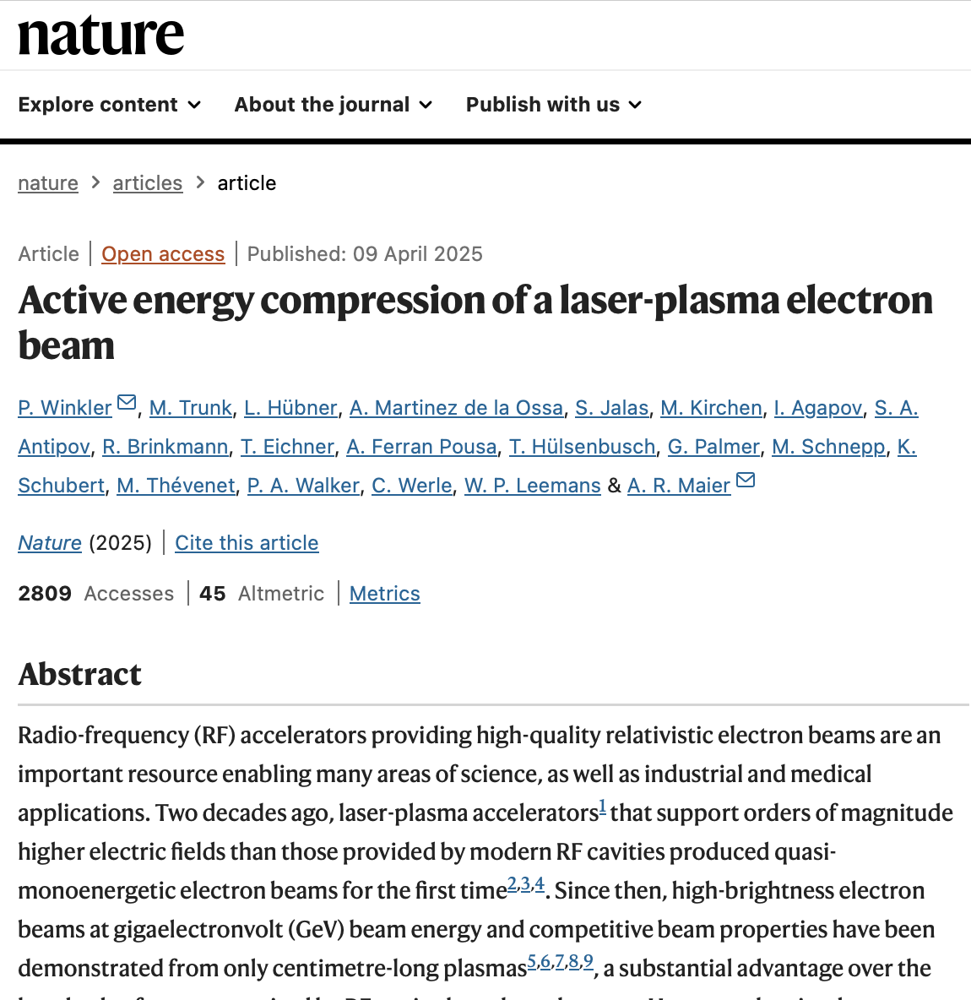 nature
Explore content About the journal Publish with us
nature > articles > article
Article | Open access | Published: 09 April 2025
Active energy compression of a laser-plasma electron
beam
P. Winkler, M. Trunk, L. Hübner, A. Martinez de la Ossa, S. Jalas, M. Kirchen, I. Agapov, S. A.
Antipov, R. Brinkmann, T. Eichner, A. Ferran Pousa, T. Hülsenbusch, G. Palmer, M. Schnepp, K.
Schubert, M. Thévenet, P. A. Walker, C. Werle, W. P. Leemans & A. R. Maier
Nature (2025) | Cite this article
2809 Accesses | 45 Altmetric | Metrics
Abstract
Radio-frequency (RF) accelerators providing high-quality relativistic electron beams are an
important resource enabling many areas of science, as well as industrial and medical
applications. Two decades ago, laser-plasma accelerators1 that support orders of magnitude
higher electric fields than those provided by modern RF cavities produced quasi-
monoenergetic electron beams for the first time2,3,4. Since then, high-brightness electron
beams at gigaelectronvolt (GeV) beam energy and competitive beam properties have been
demonstrated from only centimetre-long plasmas5,6,7,8,9, a substantial advantage over the